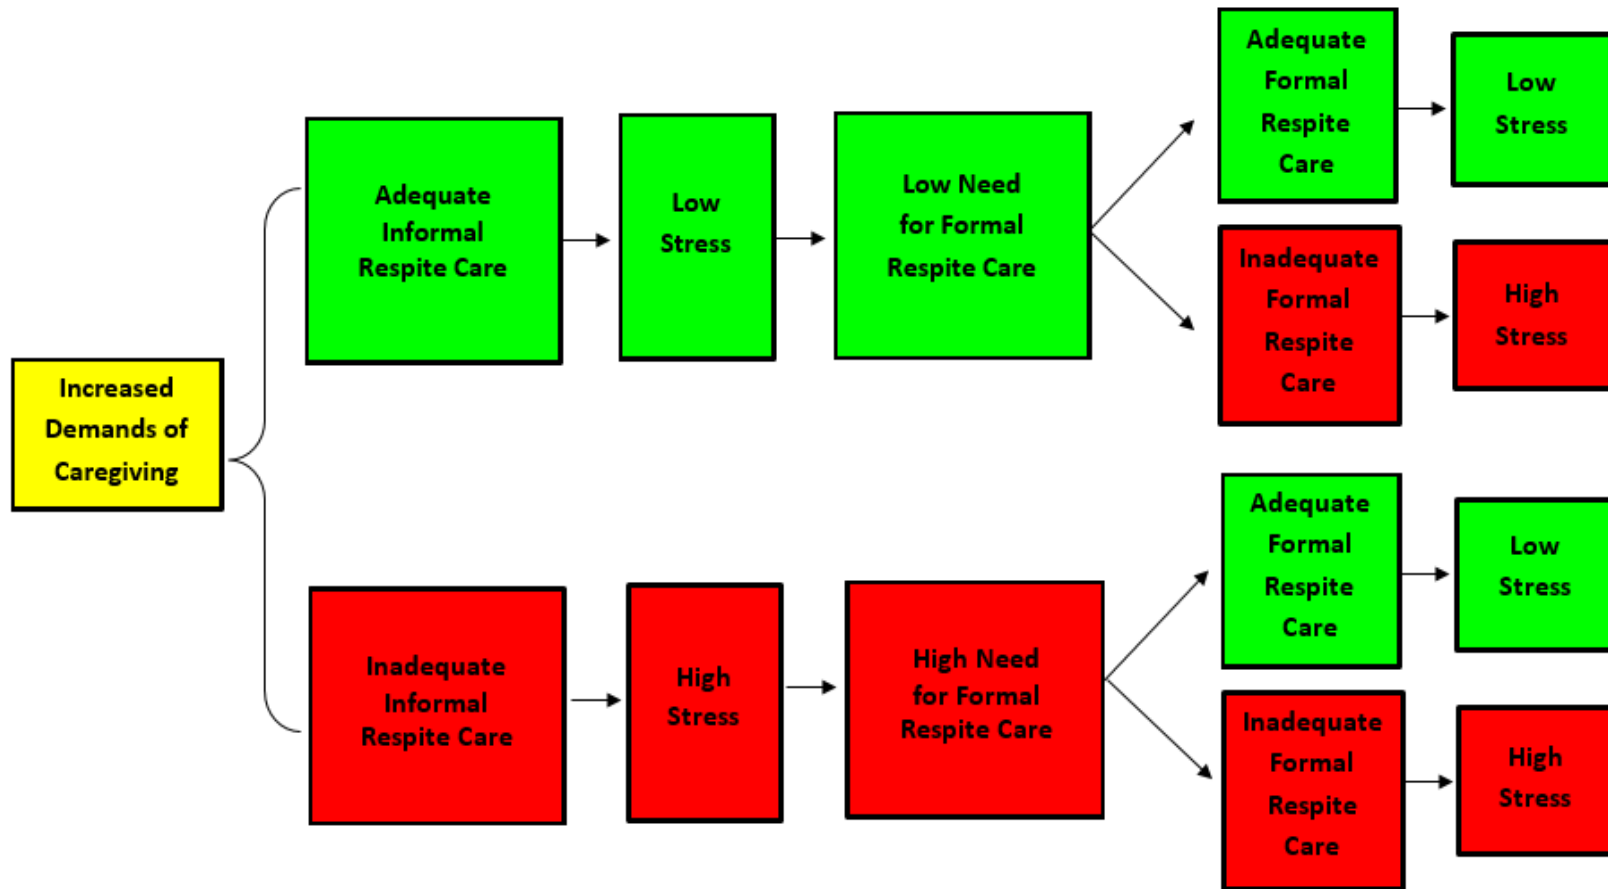 Increased
Demands of
Caregiving
Adequate
Informal
Respite Care
Low
Stress
Low Need
for Formal
Respite Care
Adequate
Formal
Respite
Care
Low
Stress
Inadequate
Formal
Respite
Care
High
Stress
Inadequate
Informal
Respite Care
High
Stress
High Need
for Formal
Respite Care
Adequate
Formal
Respite
Care
Low
Stress
Inadequate
Formal
Respite
Care
High
Stress